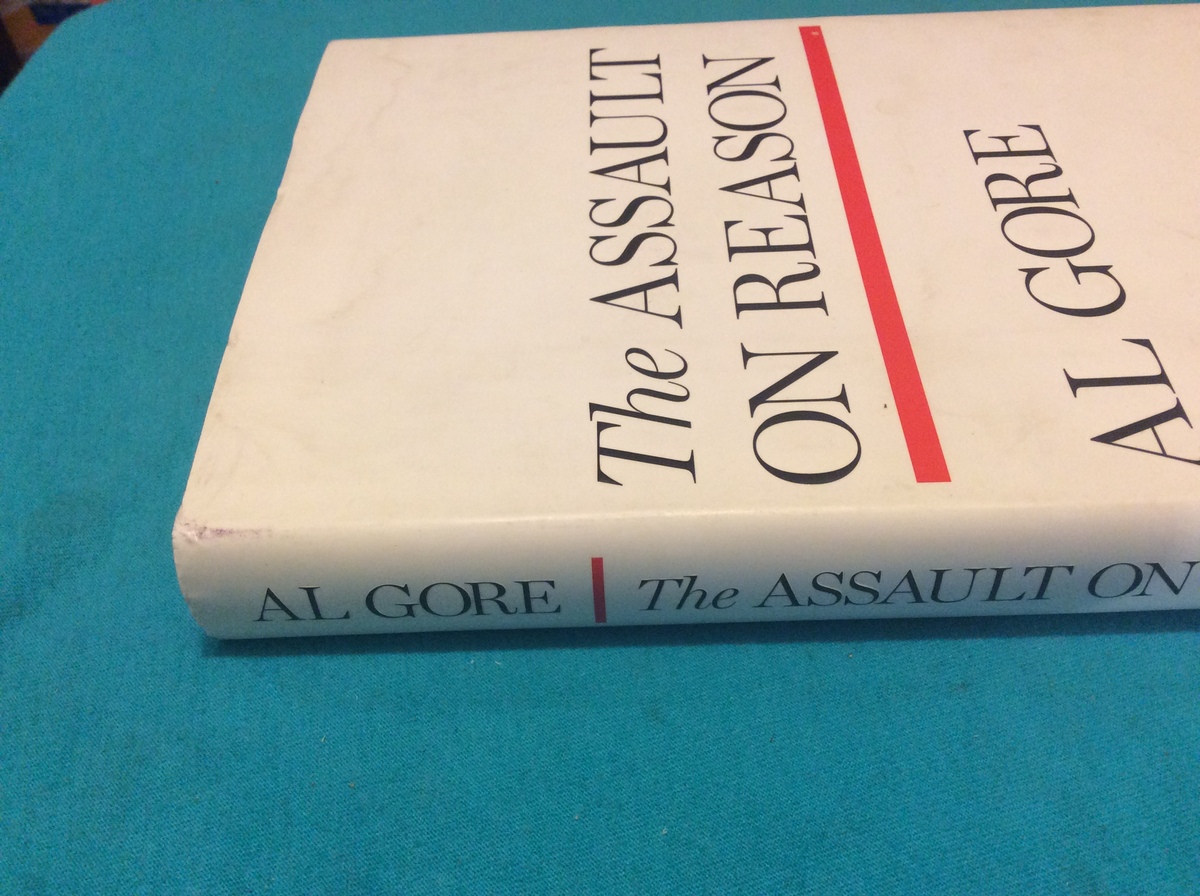 The ASSAULT
ON REASON
AL GORE
AL GORE | The ASSAULT ON